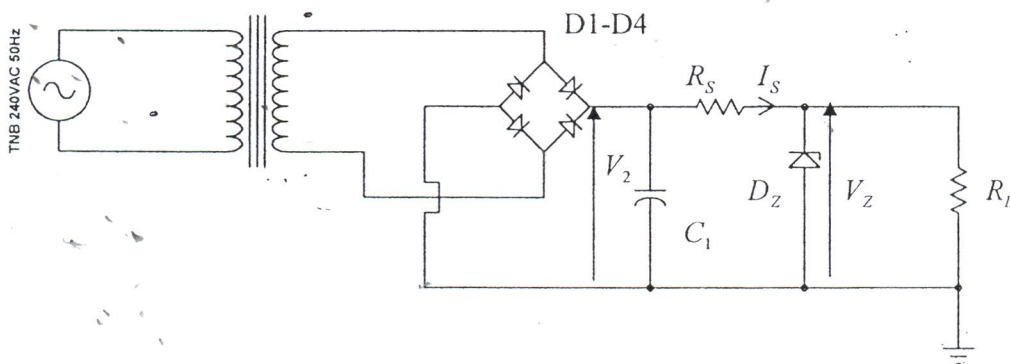 TNB 240VAC 50Hz
D1-D4
R_S
I_S
V_2
C_1
D_Z
V_Z
R_L